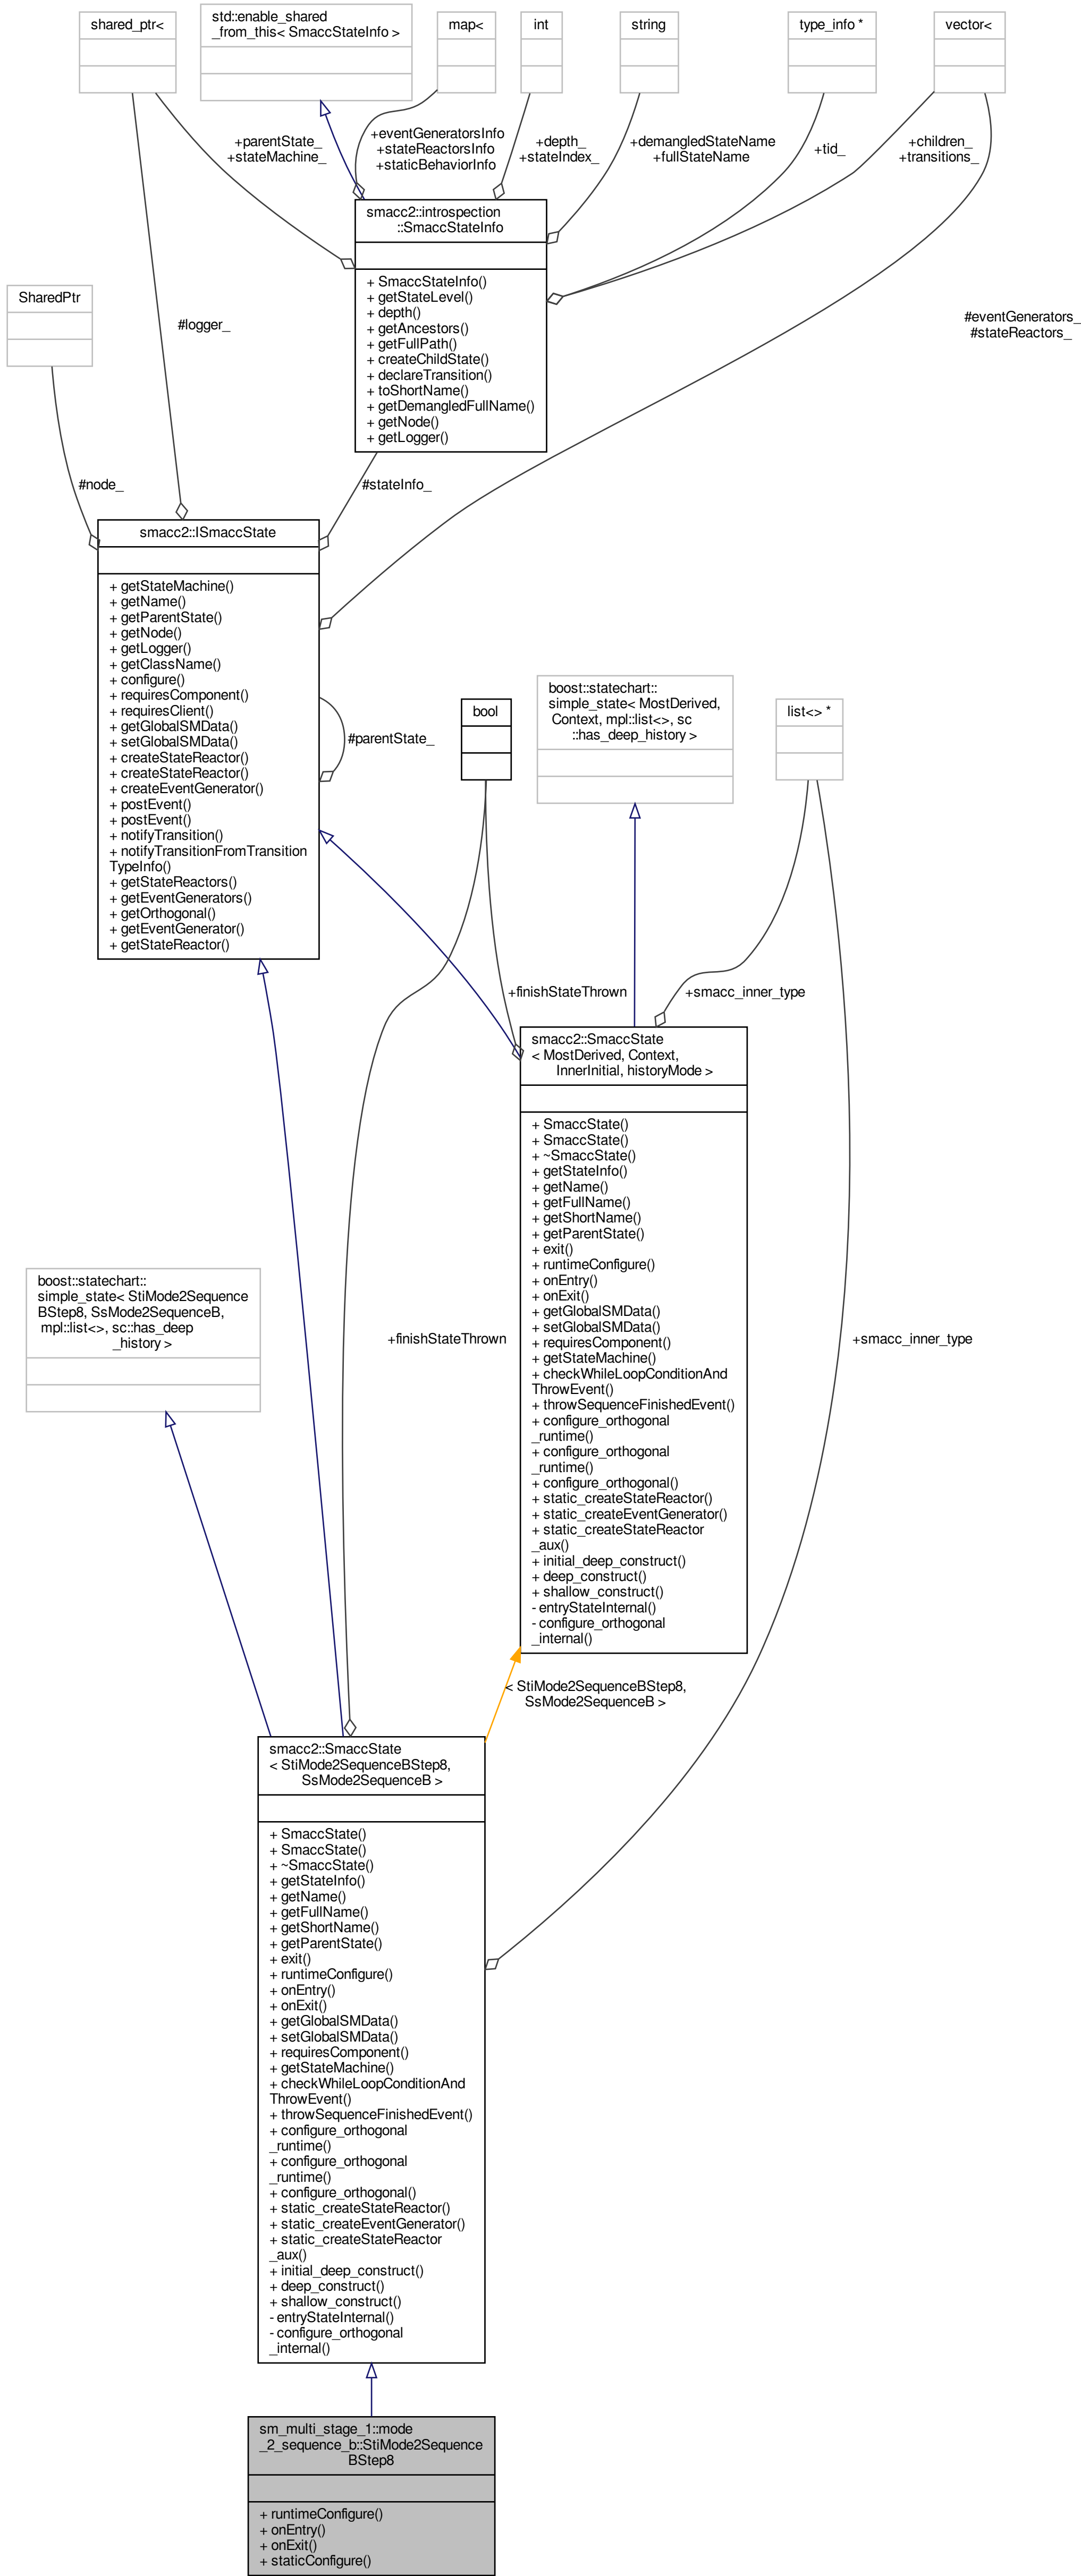 shared_ptr<
std::enable_shared
_from_this< SmaccStateInfo >
map<
int
string
type_info *
vector<
+parentState_
+stateMachine_
+eventGeneratorsInfo
+stateReactorsInfo
+staticBehaviorInfo
+depth_
+stateIndex_
+demangledStateName
+fullStateName
+tid_
+children_
+transitions_
smacc2::introspection
::SmaccStateInfo
+ SmaccStateInfo()
+ getStateLevel()
+ depth()
+ getAncestors()
+ getFullPath()
+ createChildState()
+ declareTransition()
+ toShortName()
+ getDemangledFullName()
+ getNode()
+ getLogger()
SharedPtr
#logger_
#eventGenerators_
#stateReactors_
#node_
#stateInfo_
smacc2::ISmaccState
+ getStateMachine()
+ getName()
+ getParentState()
+ getNode()
+ getLogger()
+ getClassName()
+ configure()
+ requiresComponent()
+ requiresClient()
+ getGlobalSMData()
+ setGlobalSMData()
+ createStateReactor()
+ createStateReactor()
+ createEventGenerator()
+ postEvent()
+ postEvent()
+ notifyTransition()
+ notifyTransitionFromTransition
TypeInfo()
+ getStateReactors()
+ getEventGenerators()
+ getOrthogonal()
+ getEventGenerator()
+ getStateReactor()
#parentState_
bool
boost::statechart::
simple_state< MostDerived,
Context, mpl::list<>, sc
::has_deep_history >
list<> *
+finishStateThrown
+smacc_inner_type
smacc2::SmaccState
< MostDerived, Context,
InnerInitial, historyMode >
+ SmaccState()
+ SmaccState()
+ ~SmaccState()
+ getStateInfo()
+ getName()
+ getFullName()
+ getShortName()
+ getParentState()
+ exit()
+ runtimeConfigure()
+ onEntry()
+ onExit()
+ getGlobalSMData()
+ setGlobalSMData()
+ requiresComponent()
+ getStateMachine()
+ checkWhileLoopConditionAnd
ThrowEvent()
+ throwSequenceFinishedEvent()
+ configure_orthogonal
_runtime()
+ configure_orthogonal
_runtime()
+ configure_orthogonal()
+ static_createStateReactor()
+ static_createEventGenerator()
+ static_createStateReactor
_aux()
+ initial_deep_construct()
+ deep_construct()
+ shallow_construct()
- entryStateInternal()
- configure_orthogonal
_internal()
boost::statechart::
simple_state< StiMode2Sequence
BStep8, SsMode2SequenceB,
mpl::list<>, sc::has_deep
_history >
+finishStateThrown
+smacc_inner_type
< StiMode2SequenceBStep8,
SsMode2SequenceB >
smacc2::SmaccState
< StiMode2SequenceBStep8,
SsMode2SequenceB >
+ SmaccState()
+ SmaccState()
+ ~SmaccState()
+ getStateInfo()
+ getName()
+ getFullName()
+ getShortName()
+ getParentState()
+ exit()
+ runtimeConfigure()
+ onEntry()
+ onExit()
+ getGlobalSMData()
+ setGlobalSMData()
+ requiresComponent()
+ getStateMachine()
+ checkWhileLoopConditionAnd
ThrowEvent()
+ throwSequenceFinishedEvent()
+ configure_orthogonal
_runtime()
+ configure_orthogonal
_runtime()
+ configure_orthogonal()
+ static_createStateReactor()
+ static_createEventGenerator()
+ static_createStateReactor
_aux()
+ initial_deep_construct()
+ deep_construct()
+ shallow_construct()
- entryStateInternal()
- configure_orthogonal
_internal()
sm_multi_stage_1::mode
_2_sequence_b::StiMode2Sequence
BStep8
+ runtimeConfigure()
+ onEntry()
+ onExit()
+ staticConfigure()